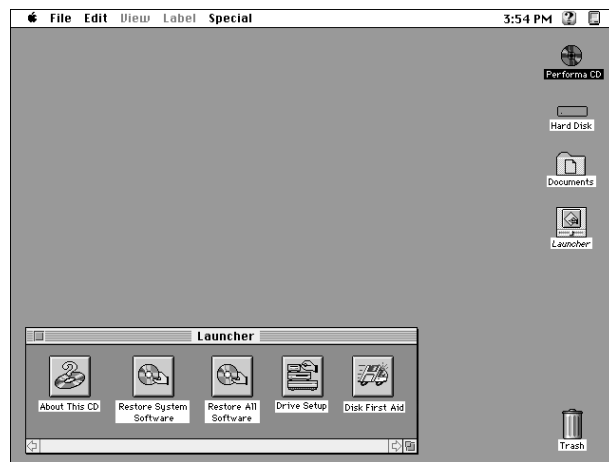 File Edit View Label Special 3:54 PM
Performa CD
Hard Disk
Documents
Launcher
Launcher
About This CD
Restore System
Software
Restore All
Software
Drive Setup
Disk First Aid
Trash